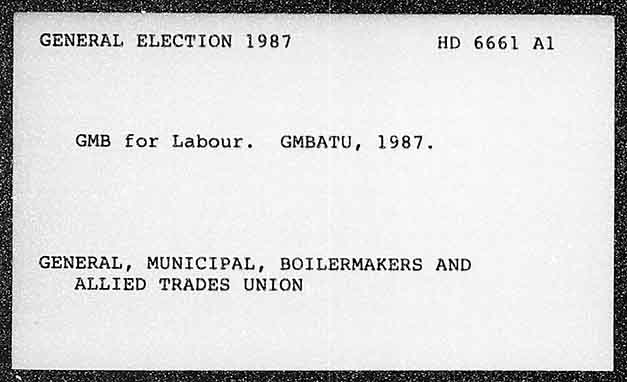 GENERAL ELECTION 1987 HD 6661 A1
GMB for Labour. GMBATU, 1987.
GENERAL, MUNICIPAL, BOILERMAKERS AND
ALLIED TRADES UNION